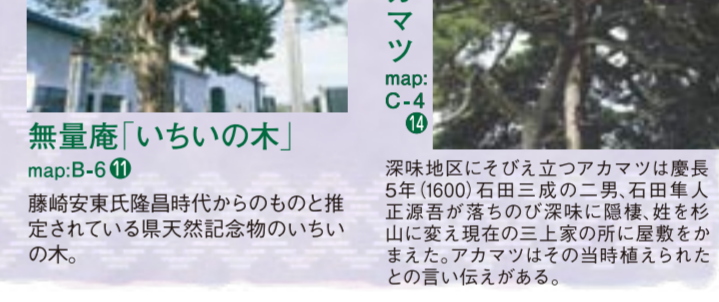 無量庵「いちいの木」
map:B-6⓫
藤崎安東氏隆昌時代からのものと推
定されている県天然記念物のいちい
の木。
カマツ
map:
C-4
⓮
深味地区にそびえ立つアカマツは慶長
5年(1600)石田三成の二男、石田隼人
正源吾が落ちのび深味に隠棲、姓を杉
山に変え現在の三上家の所に屋敷をか
まえた。アカマツはその当時植えられた
との言い伝えがある。